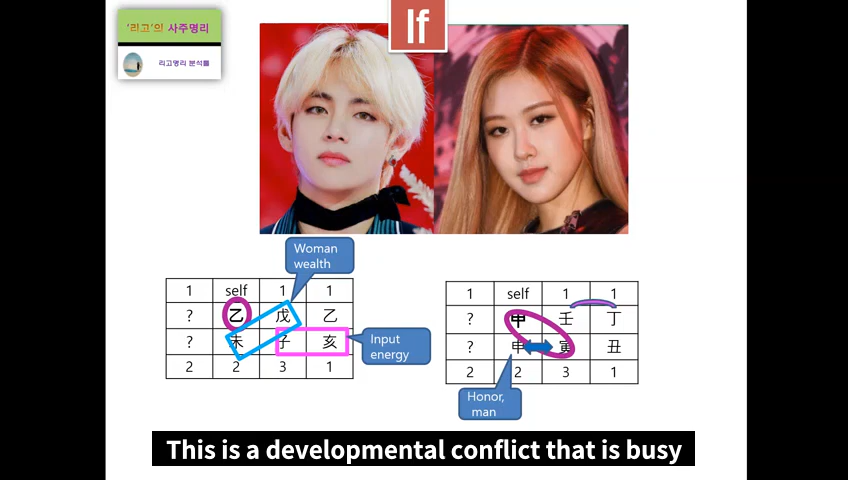 '리고'의 사주명리
리고명리 분석틀
If
Woman
wealth
1 self 1 1
? 乙 戊 乙
? 未 子 亥
2 2 3 1
Input
energy
1 self 1 1
? 甲 壬 丁
? 申 寅 丑
2 2 3 1
Honor,
man
This is a developmental conflict that is busy